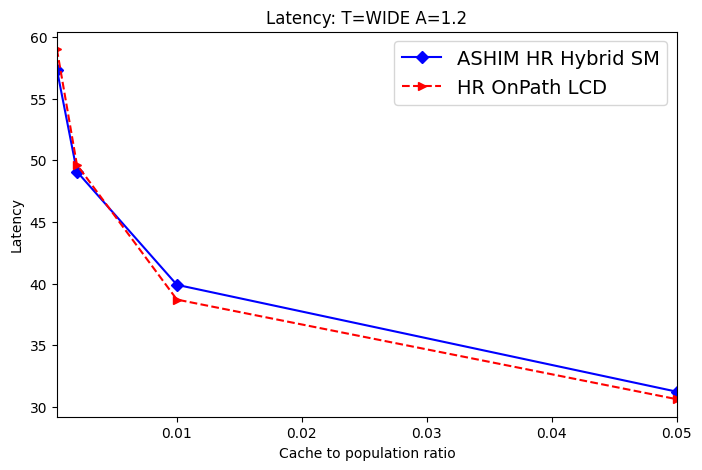 Latency: T=WIDE A=1.2
ASHIM HR Hybrid SM
HR OnPath LCD
60
55
50
45
40
35
30
Latency
0.01 0.02 0.03 0.04 0.05
Cache to population ratio